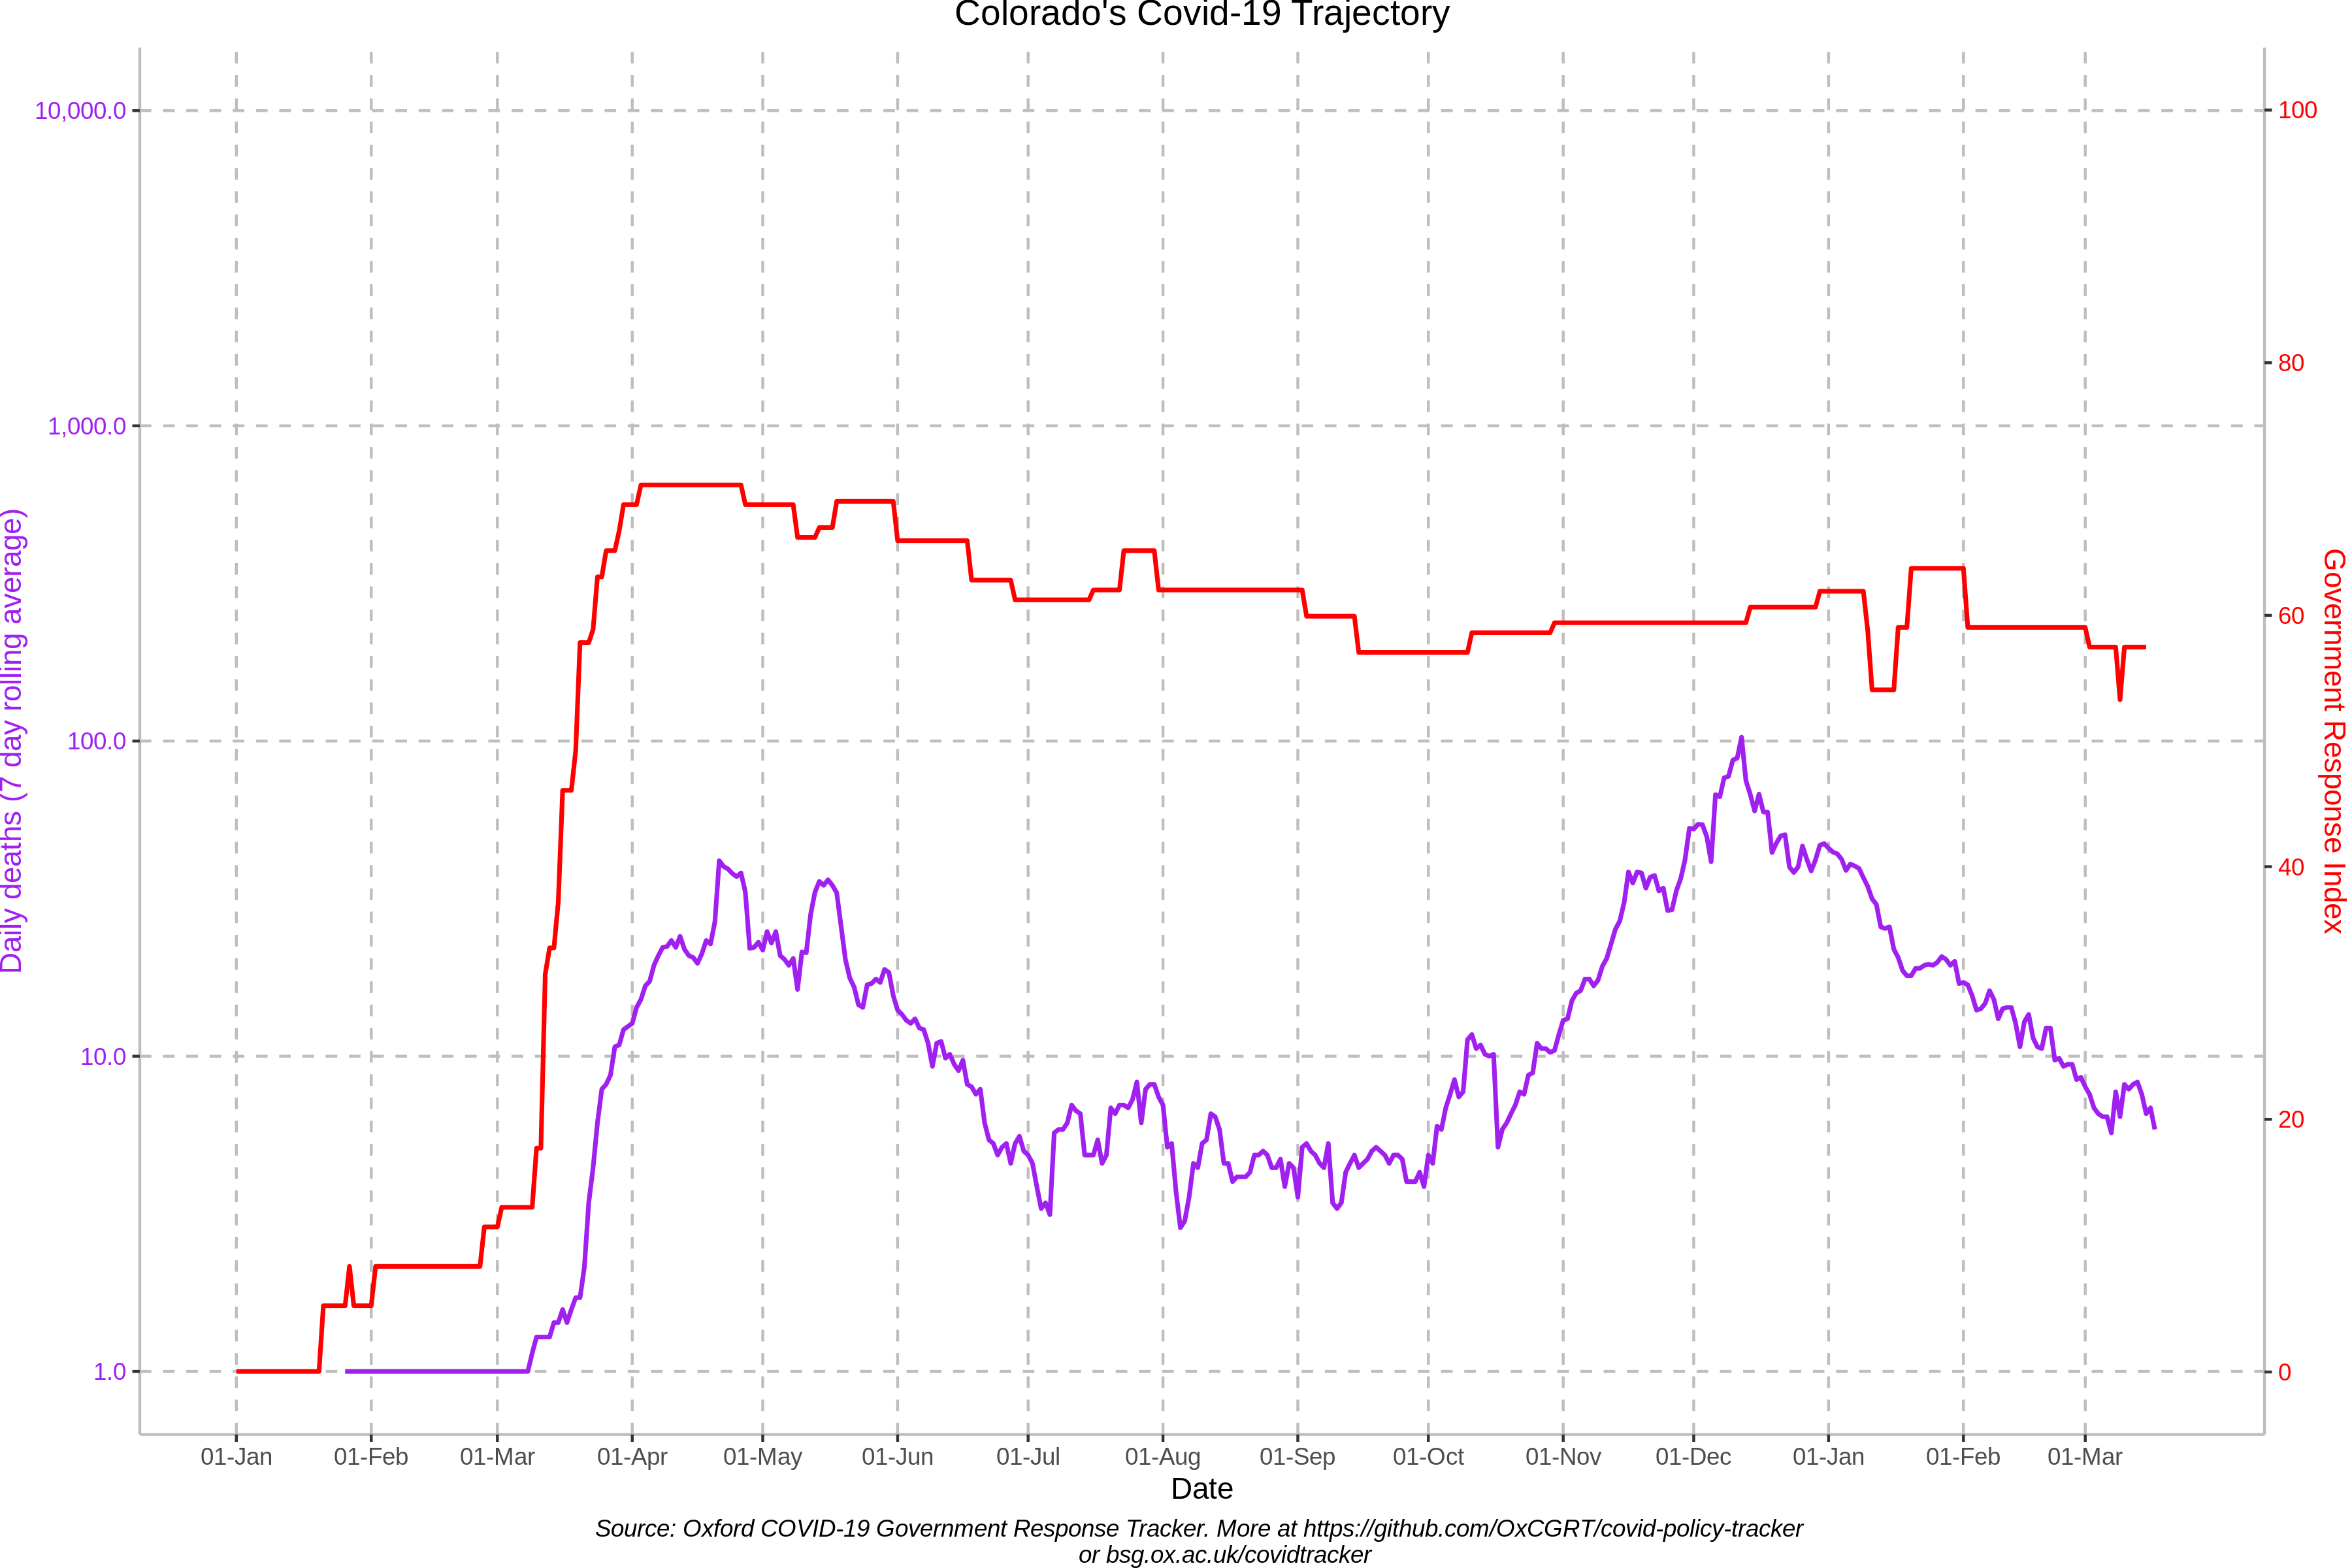 Colorado's Covid-19 Trajectory
10,000.0
1,000.0
100.0
10.0
1.0
Daily deaths (7 day rolling average)
100
80
60
40
20
0
Government Response Index
01-Jan 01-Feb 01-Mar 01-Apr 01-May 01-Jun 01-Jul 01-Aug 01-Sep 01-Oct 01-Nov 01-Dec 01-Jan 01-Feb 01-Mar
Date
Source: Oxford COVID-19 Government Response Tracker. More at https://github.com/OxCGRT/covid-policy-tracker
or bsg.ox.ac.uk/covidtracker